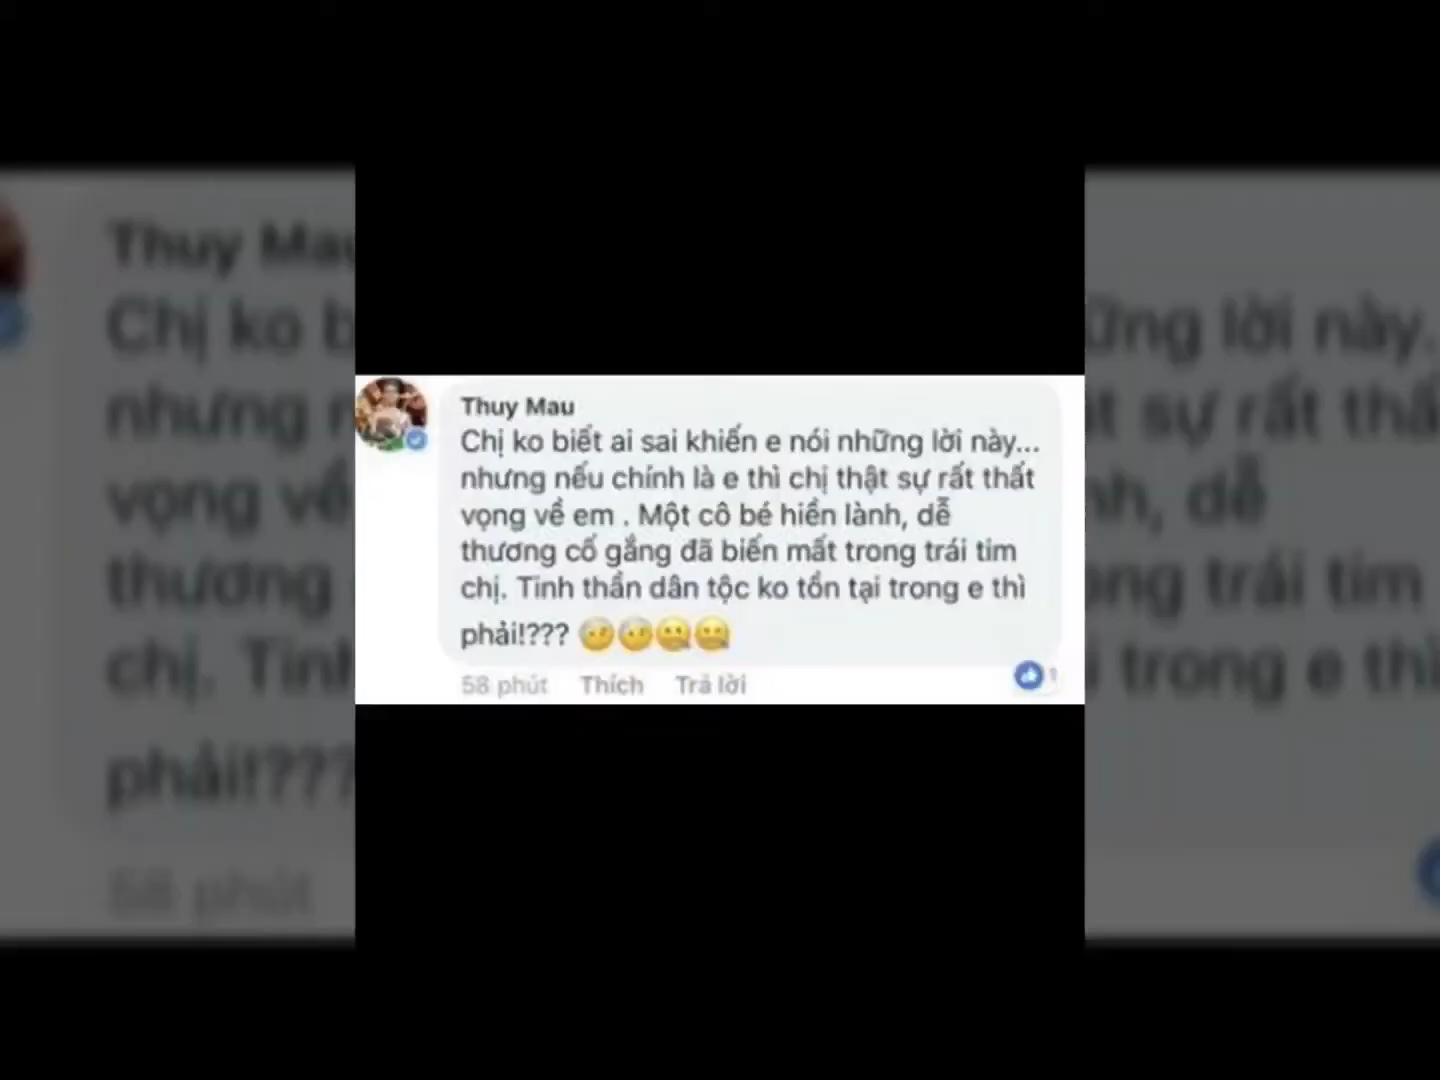 Thuy Mau
Chị ko biết ai sai khiến e nói những lời này...
nhưng nếu chính là e thì chị thật sự rất thất
vọng về em . Một cô bé hiền lành, dễ
thương cố gắng đã biến mất trong trái tim
chị. Tinh thần dân tộc ko tồn tại trong e thì
phải!??? 🤕🤕🤐🤐
58 phút Thích Trả lời 1